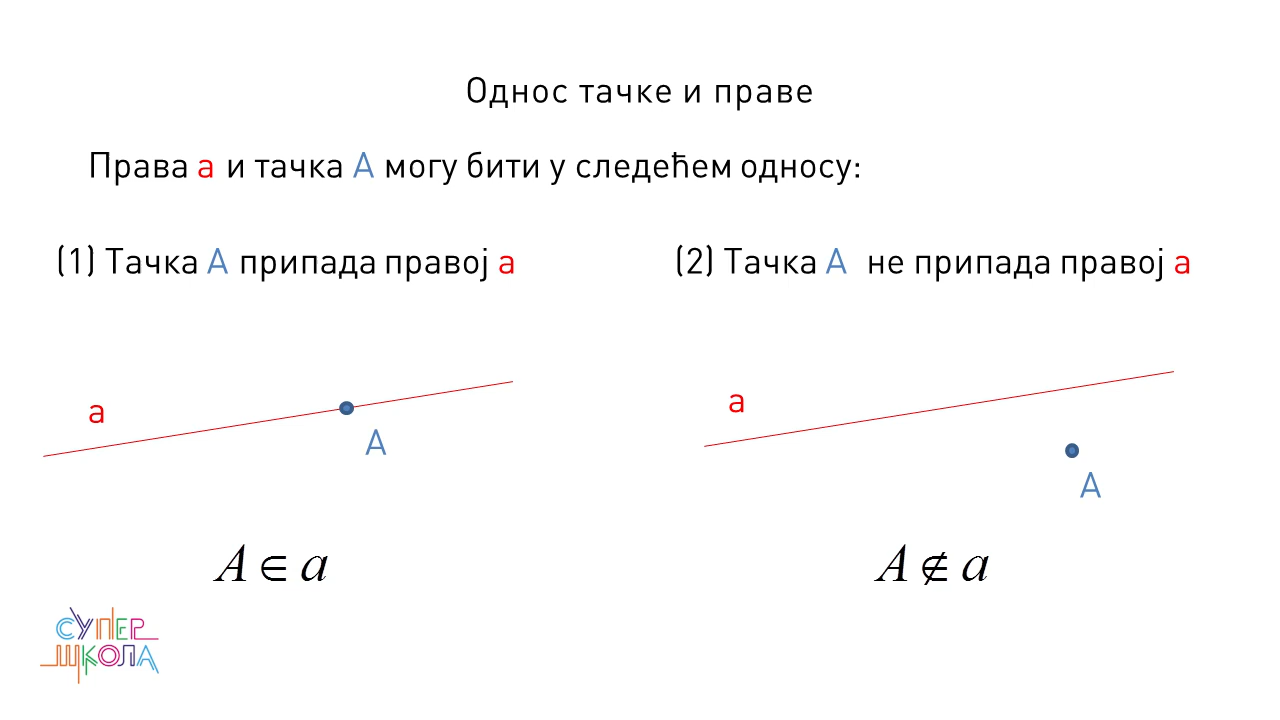 Однос тачке и праве
Права а и тачка А могу бити у следећем односу:
(1) Тачка А припада правој а
(2) Тачка А не припада правој а
а
А
а
А
A ∈ a
A ∉ a
СУПЕР
ШКОЛА